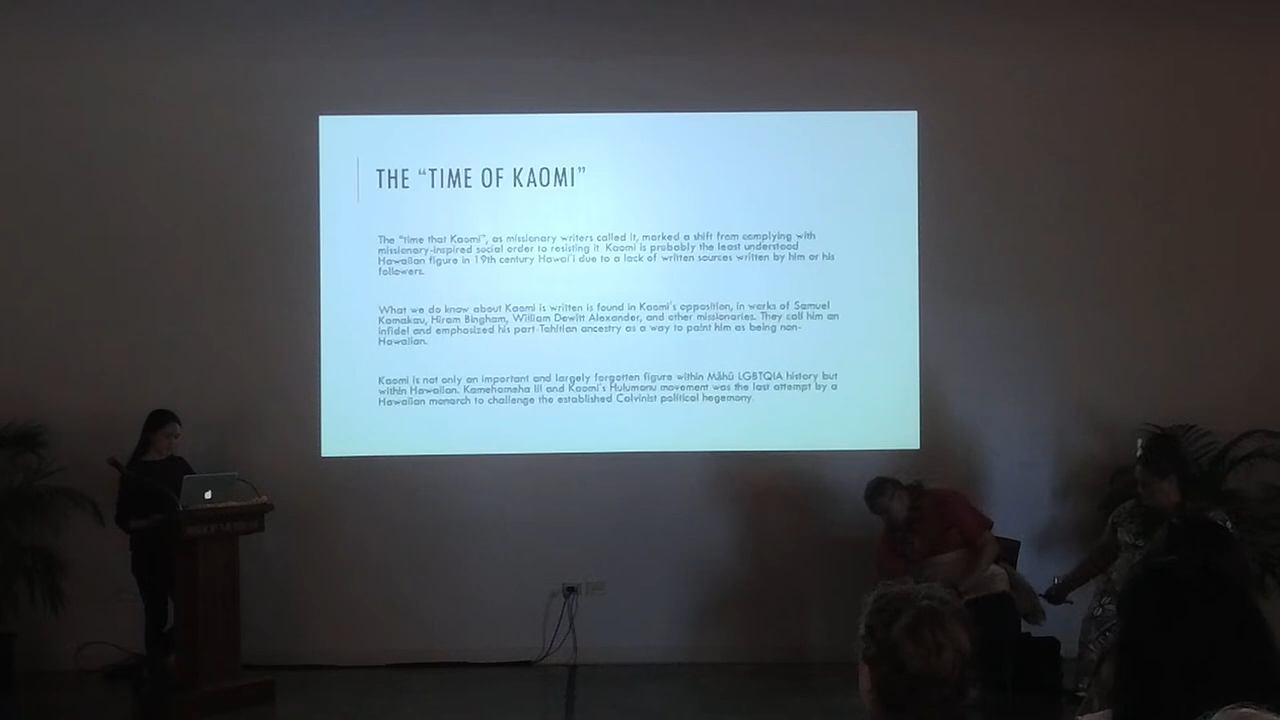 THE “TIME OF KAOMI”
The “time that Kaomi”, as missionary writers called it, marked a shift from complying with
missionary-inspired social order to resisting it. Kaomi is probably the least understood
Hawaiian figure in 19th century Hawai‘i due to a lack of written sources written by him or his
followers.
What we do know about Kaomi is written is found in Kaomi’s opposition, in works of Samuel
Kamakau, Hiram Bingham, William Dewitt Alexander, and other missionaries. They call him an
infidel and emphasized his part-Tahitian ancestry as a way to paint him as being non-
Hawaiian.
Kaomi is not only an important and largely forgotten figure within Māhū LGBTQIA history but
within Hawaiian. Kamehameha III and Kaomi’s Hulumanu movement was the last attempt by a
Hawaiian monarch to challenge the established Calvinist political hegemony.